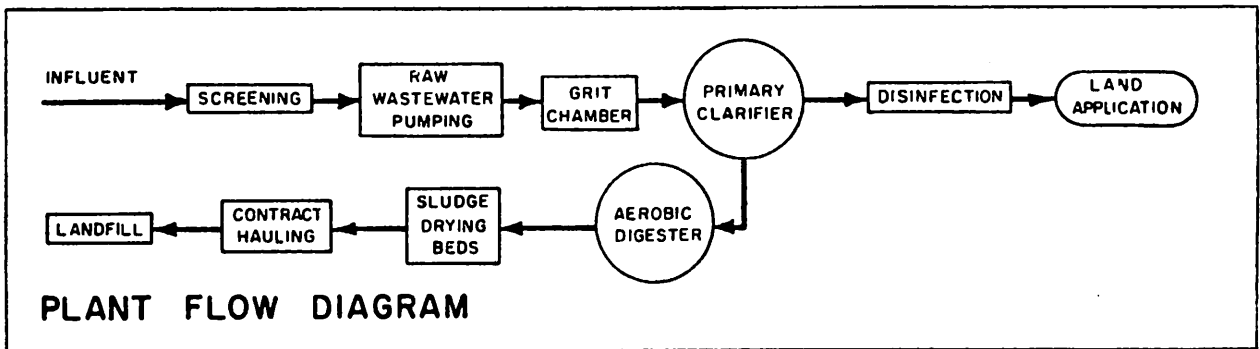 INFLUENT
SCREENING
RAW
WASTEWATER
PUMPING
GRIT
CHAMBER
PRIMARY
CLARIFIER
DISINFECTION
LAND
APPLICATION
LANDFILL
CONTRACT
HAULING
SLUDGE
DRYING
BEDS
AEROBIC
DIGESTER
PLANT FLOW DIAGRAM